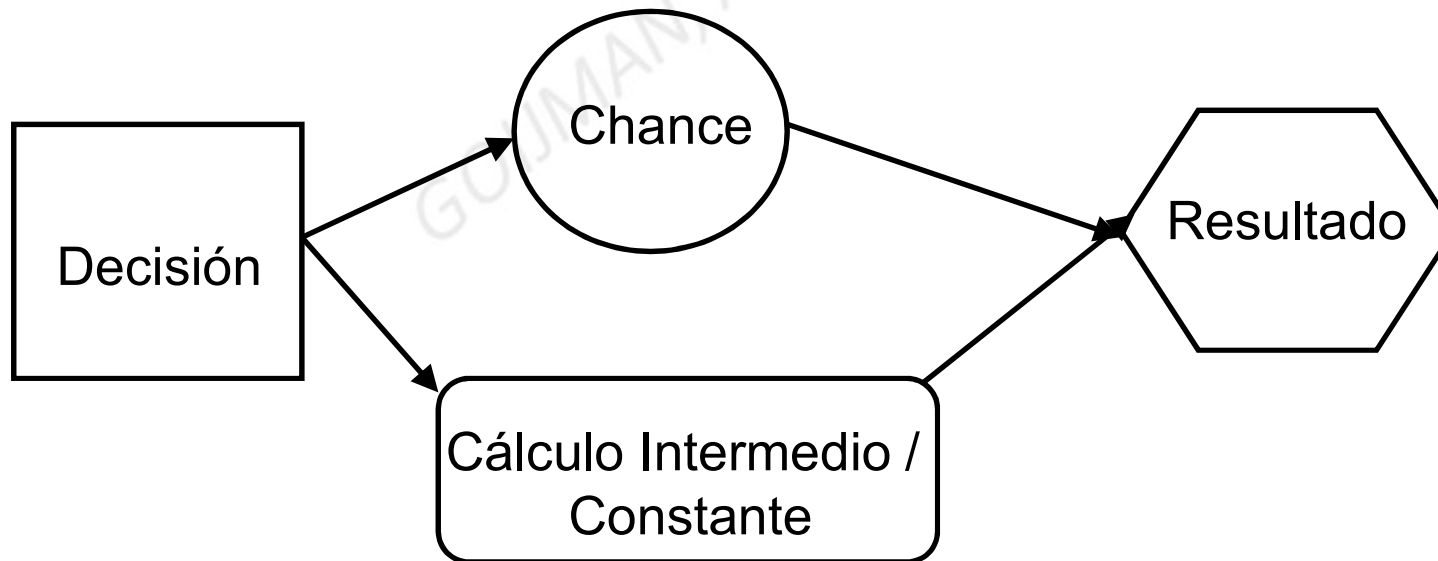 Chance
Decisión
Resultado
Cálculo Intermedio /
Constante